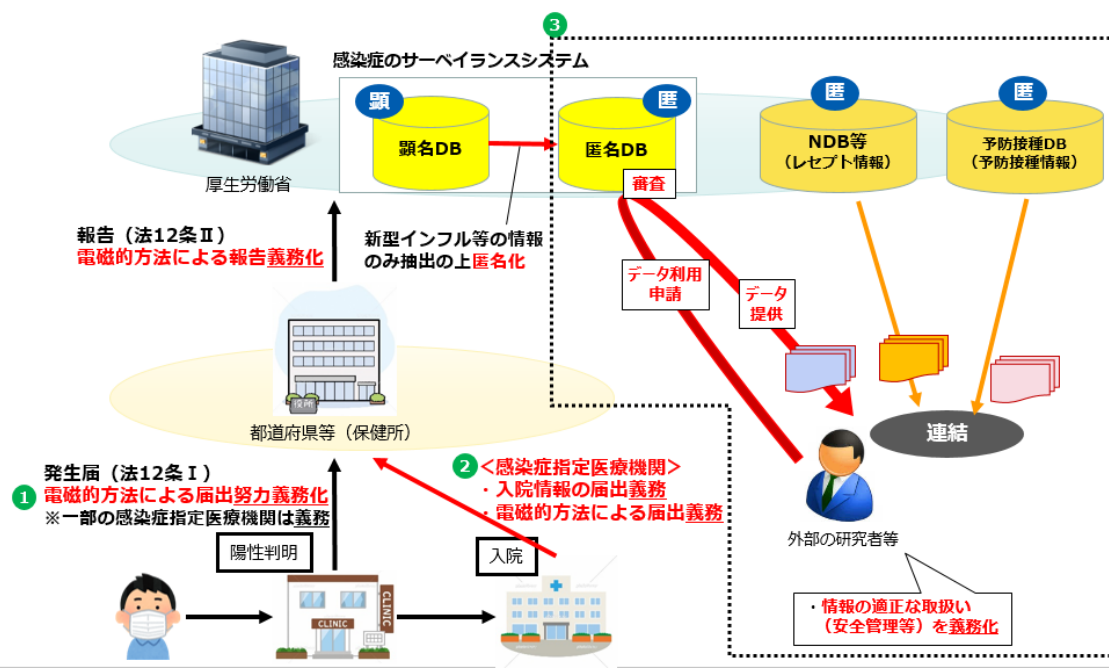 3
感染症のサーベイランスシステム
顕
匿
匿
匿
顕名DB
匿名DB
NDB等
（レセプト情報）
予防接種DB
（予防接種情報）
厚生労働省
審査
報告（法12条Ⅱ）
電磁的方法による報告義務化
新型インフル等の情報
のみ抽出の上匿名化
データ利用
申請
データ
提供
役所
都道府県等（保健所）
連結
発生届（法12条Ⅰ）
1 電磁的方法による届出努力義務化
※一部の感染症指定医療機関は義務
2 ＜感染症指定医療機関＞
・入院情報の届出義務
・電磁的方法による届出義務
外部の研究者等
陽性判明
入院
CLINIC
CLINIC
・情報の適正な取扱い
（安全管理等）を義務化